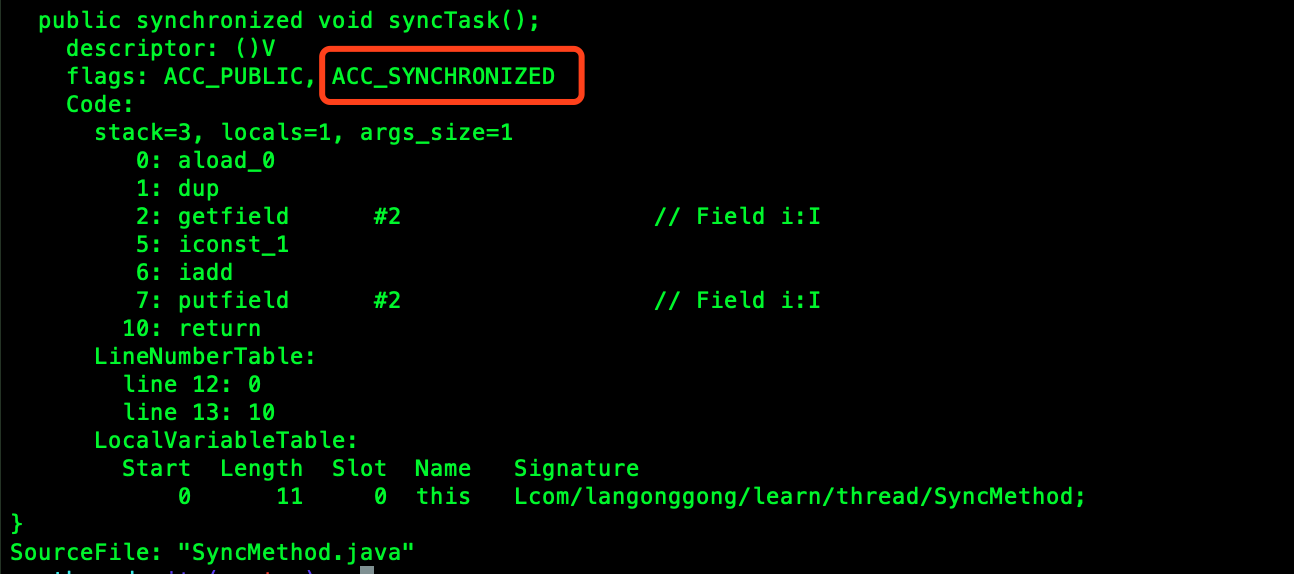 public synchronized void syncTask();
descriptor: ()V
flags: ACC_PUBLIC, ACC_SYNCHRONIZED
Code:
stack=3, locals=1, args_size=1
0: aload_0
1: dup
2: getfield #2 // Field i:I
5: iconst_1
6: iadd
7: putfield #2 // Field i:I
10: return
LineNumberTable:
line 12: 0
line 13: 10
LocalVariableTable:
Start Length Slot Name Signature
0 11 0 this Lcom/langonggong/learn/thread/SyncMethod;
}
SourceFile: "SyncMethod.java"